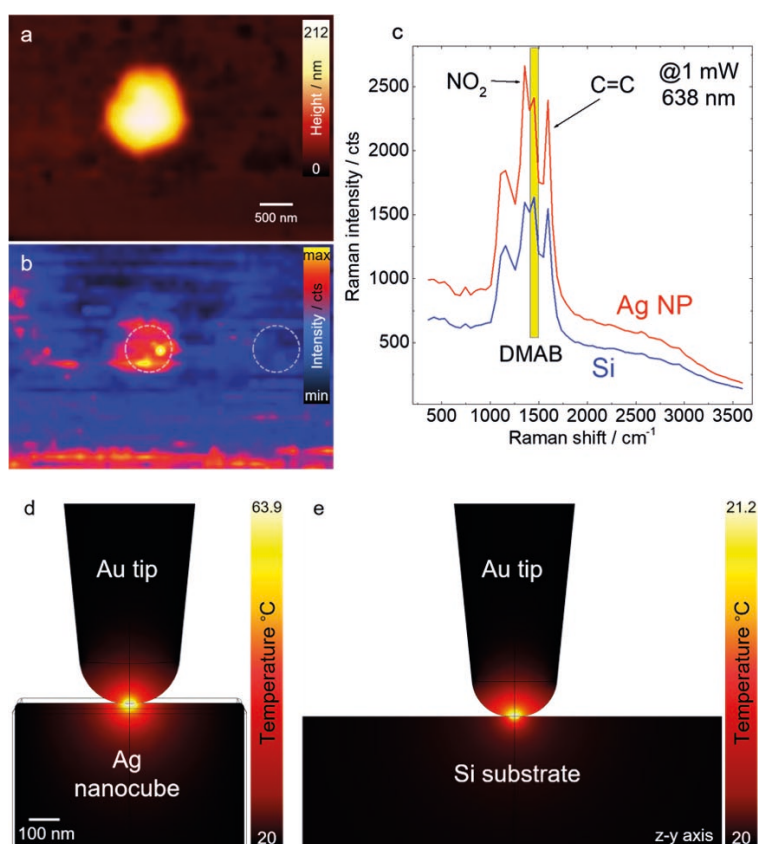 a
212
Height / nm
0
500 nm
b
max
Intensity / cts
min
c
NO₂
C=C
@1 mW
638 nm
2500
2000
1500
1000
500
Raman intensity / cts
Ag NP
Si
DMAB
500 1000 1500 2000 2500 3000 3500
Raman shift / cm⁻¹
d
63.9
Au tip
Temperature °C
Ag
nanocube
100 nm
20
e
21.2
Au tip
Temperature °C
Si substrate
z-y axis
20